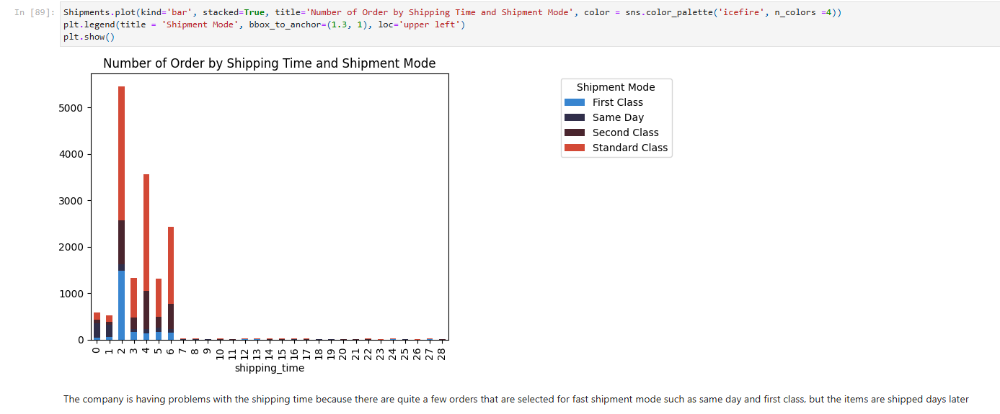 In [89]: Shipments.plot(kind='bar', stacked=True, title='Number of Order by Shipping Time and Shipment Mode', color = sns.color_palette('icefire', n_colors =4))
plt.legend(title = 'Shipment Mode', bbox_to_anchor=(1.3, 1), loc='upper left')
plt.show()
Number of Order by Shipping Time and Shipment Mode
5000
4000
3000
2000
1000
0
0 1 2 3 4 5 6 7 8 9 10 11 12 13 14 15 16 17 18 19 20 21 22 23 24 25 26 27 28
shipping_time
Shipment Mode
First Class
Same Day
Second Class
Standard Class
The company is having problems with the shipping time because there are quite a few orders that are selected for fast shipment mode such as same day and first class, but the items are shipped days later